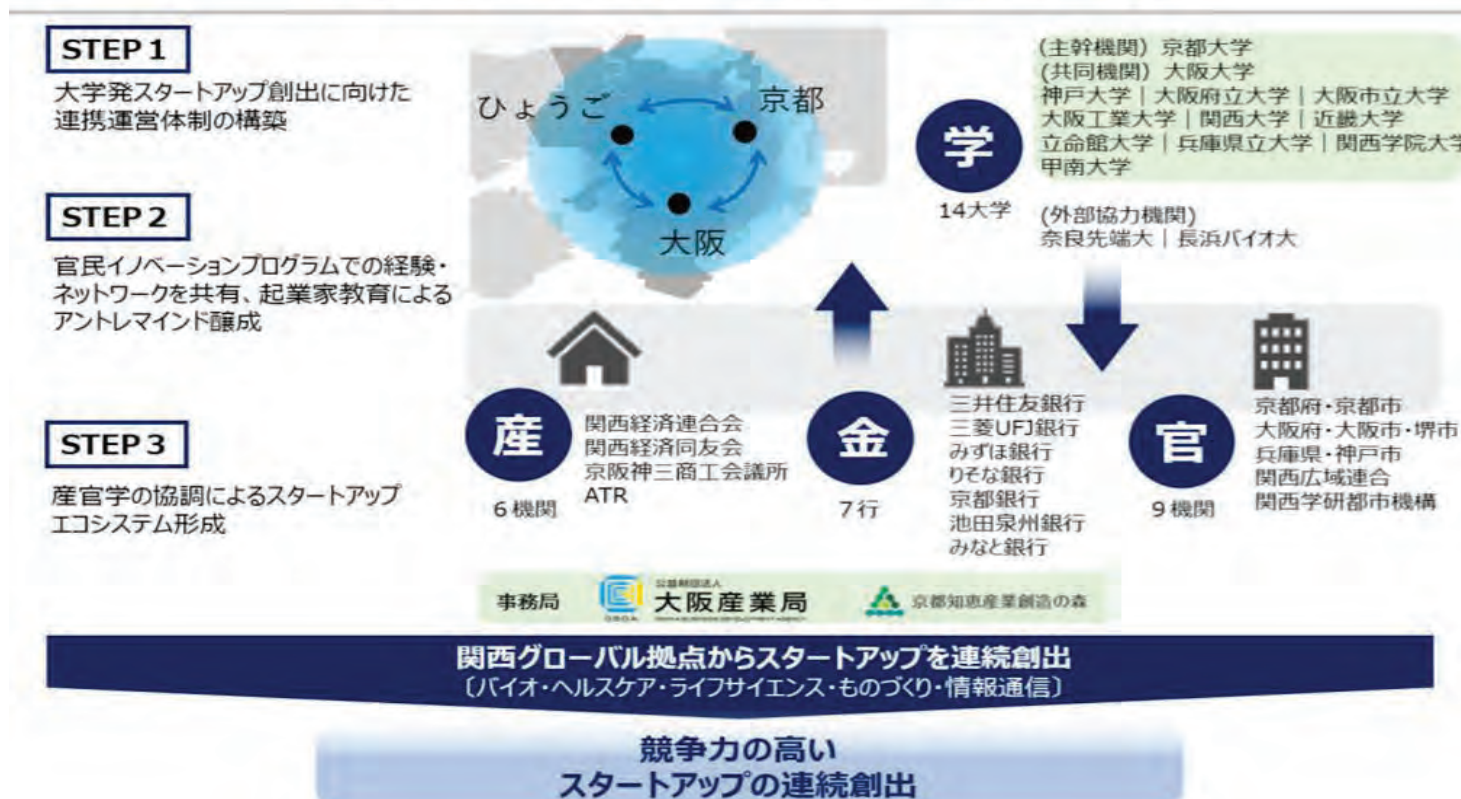 STEP 1
大学発スタートアップ創出に向けた
連携運営体制の構築
STEP 2
官民イノベーションプログラムでの経験・
ネットワークを共有、起業家教育による
アントレマインド醸成
STEP 3
産官学の協調によるスタートアップ
エコシステム形成
ひょうご
京都
大阪
学
14大学
(主幹機関) 京都大学
(共同機関) 大阪大学
神戸大学｜大阪府立大学｜大阪市立大学
大阪工業大学｜関西大学｜近畿大学
立命館大学｜兵庫県立大学｜関西学院大学
甲南大学
(外部協力機関)
奈良先端大｜長浜バイオ大
産
6機関
関西経済連合会
関西経済同友会
京阪神三商工会議所
ATR
金
7行
三井住友銀行
三菱UFJ銀行
みずほ銀行
りそな銀行
京都銀行
池田泉州銀行
みなと銀行
官
9機関
京都府・京都市
大阪府・大阪市・堺市
兵庫県・神戸市
関西広域連合
関西学研都市機構
事務局
公益財団法人
大阪産業局
京都知恵産業創造の森
関西グローバル拠点からスタートアップを連続創出
〔バイオ・ヘルスケア・ライフサイエンス・ものづくり・情報通信〕
競争力の高い
スタートアップの連続創出